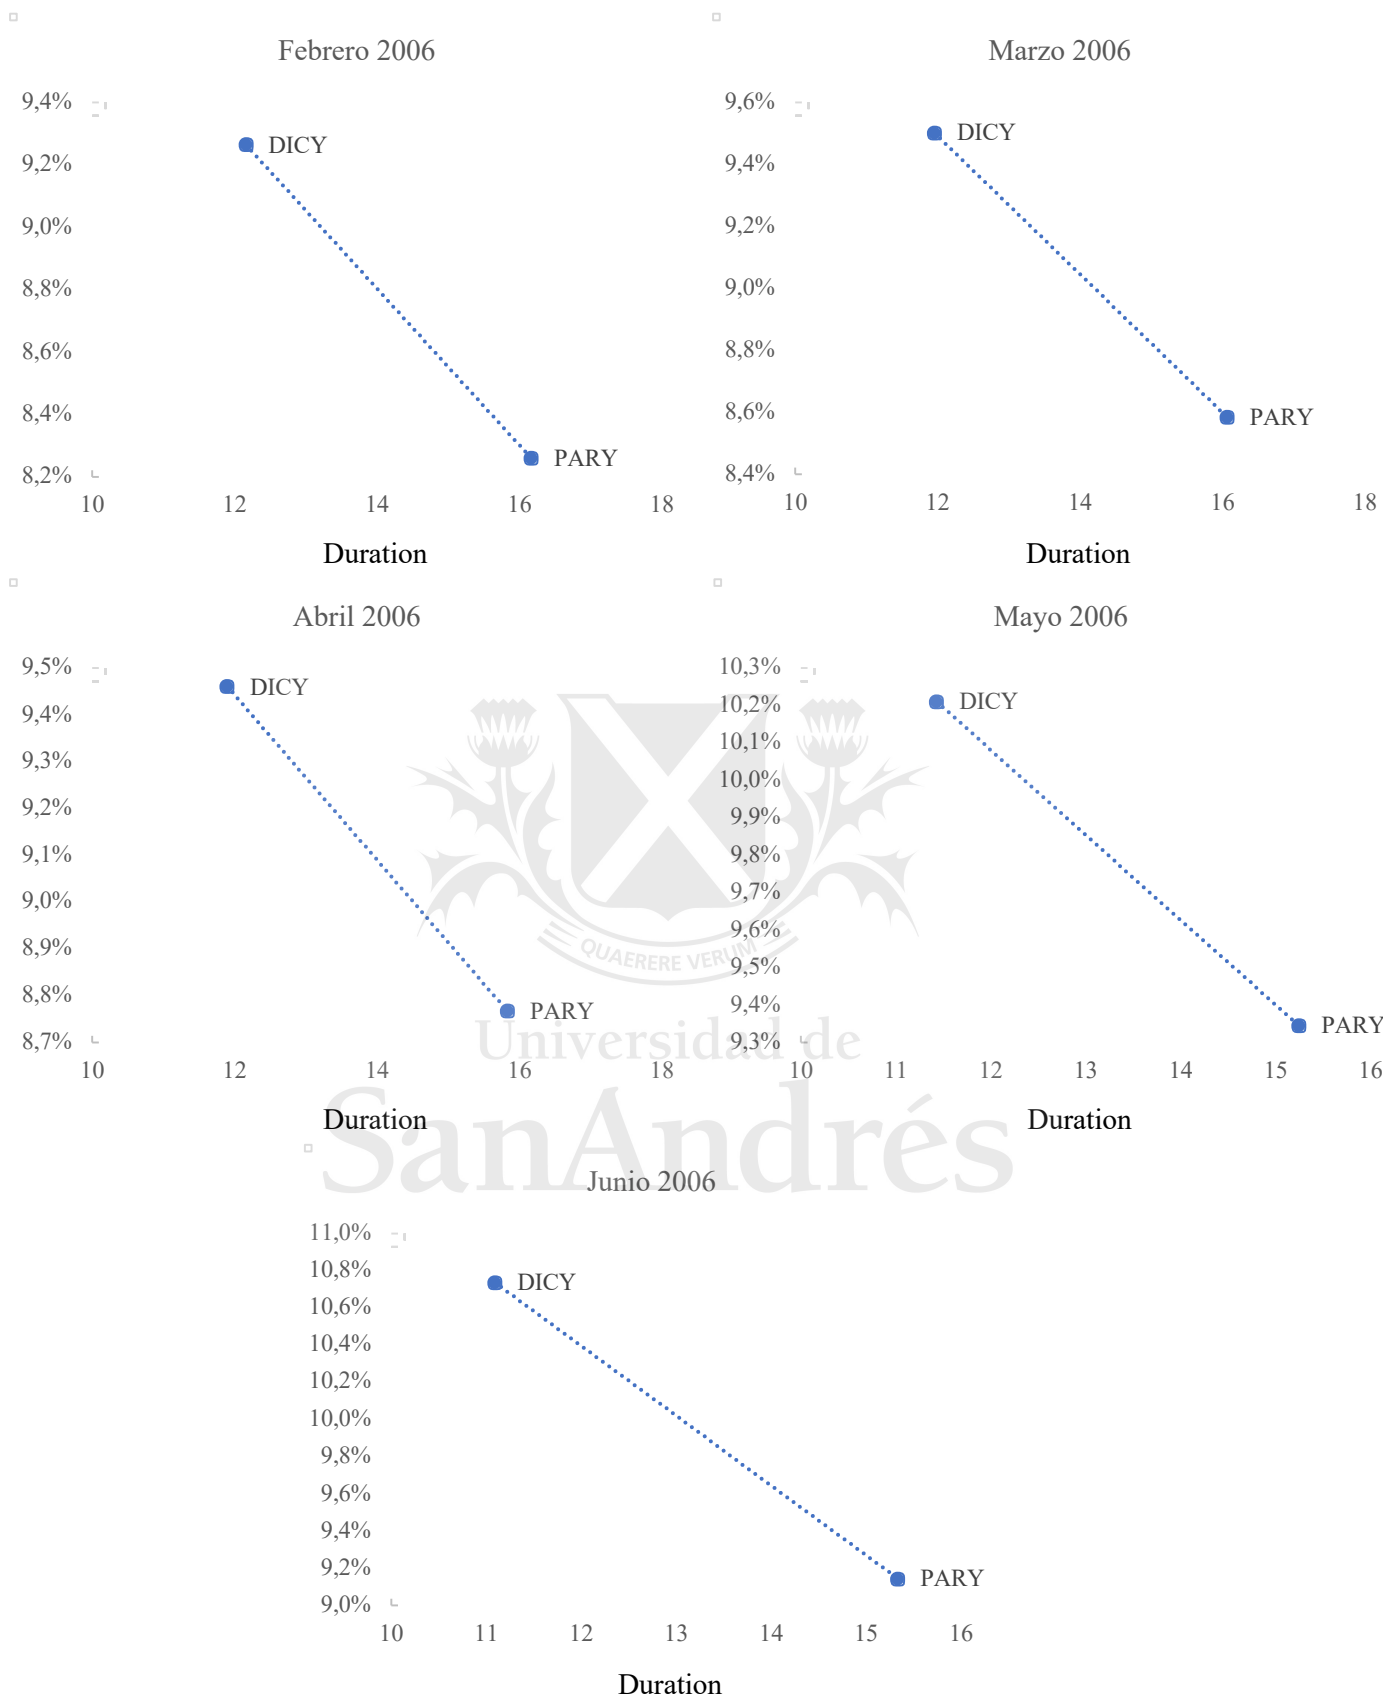 Febrero 2006
9,4%
9,2%
9,0%
8,8%
8,6%
8,4%
8,2%
DICY
PARY
10 12 14 16 18
Duration
Marzo 2006
9,6%
9,4%
9,2%
9,0%
8,8%
8,6%
8,4%
DICY
PARY
10 12 14 16 18
Duration
Abril 2006
9,5%
9,4%
9,3%
9,2%
9,1%
9,0%
8,9%
8,8%
8,7%
DICY
PARY
10 12 14 16 18
Duration
Mayo 2006
10,3%
10,2%
10,1%
10,0%
9,9%
9,8%
9,7%
9,6%
9,5%
9,4%
9,3%
DICY
PARY
10 11 12 13 14 15 16
Duration
QUAERERE VERUM
Universidad de
SanAndrés
Junio 2006
11,0%
10,8%
10,6%
10,4%
10,2%
10,0%
9,8%
9,6%
9,4%
9,2%
9,0%
DICY
PARY
10 11 12 13 14 15 16
Duration